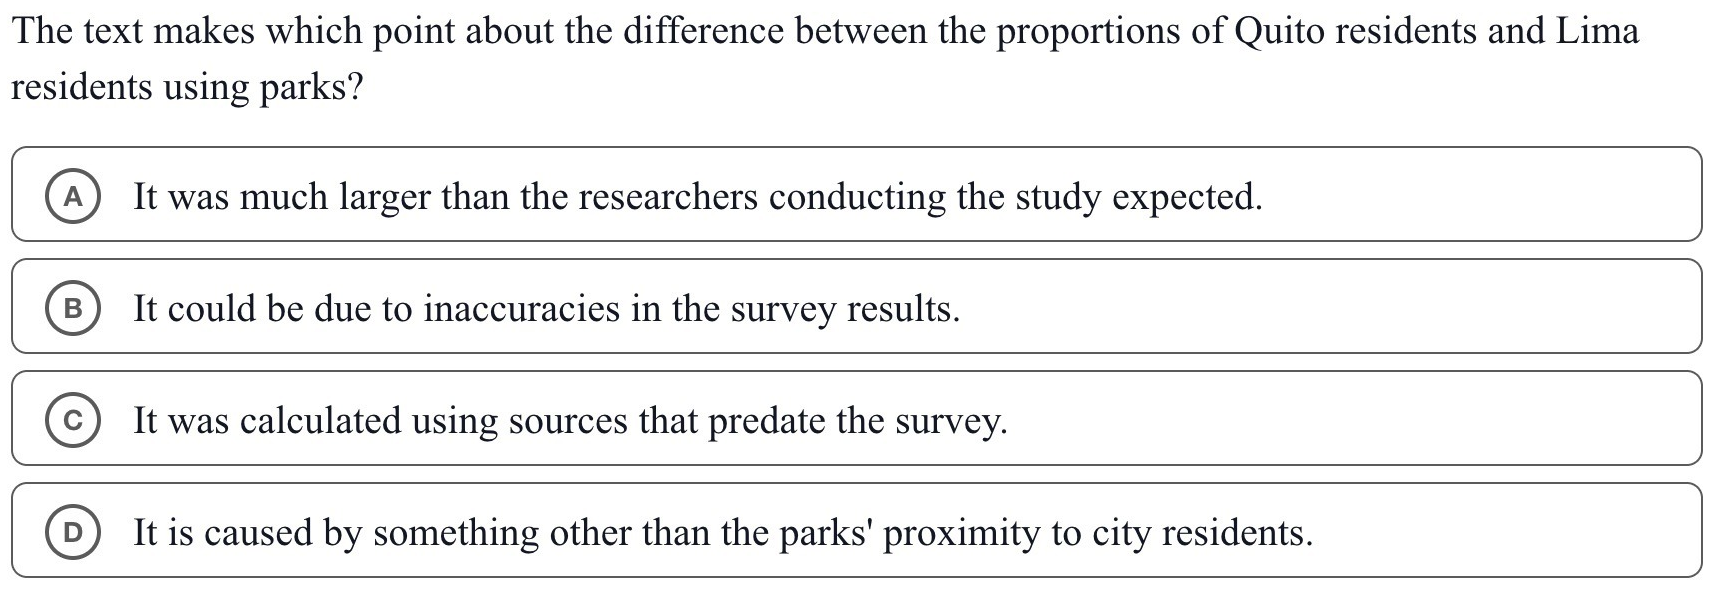 The text makes which point about the difference between the proportions of Quito residents and Lima
residents using parks?
A It was much larger than the researchers conducting the study expected.
B It could be due to inaccuracies in the survey results.
C It was calculated using sources that predate the survey.
D It is caused by something other than the parks' proximity to city residents.